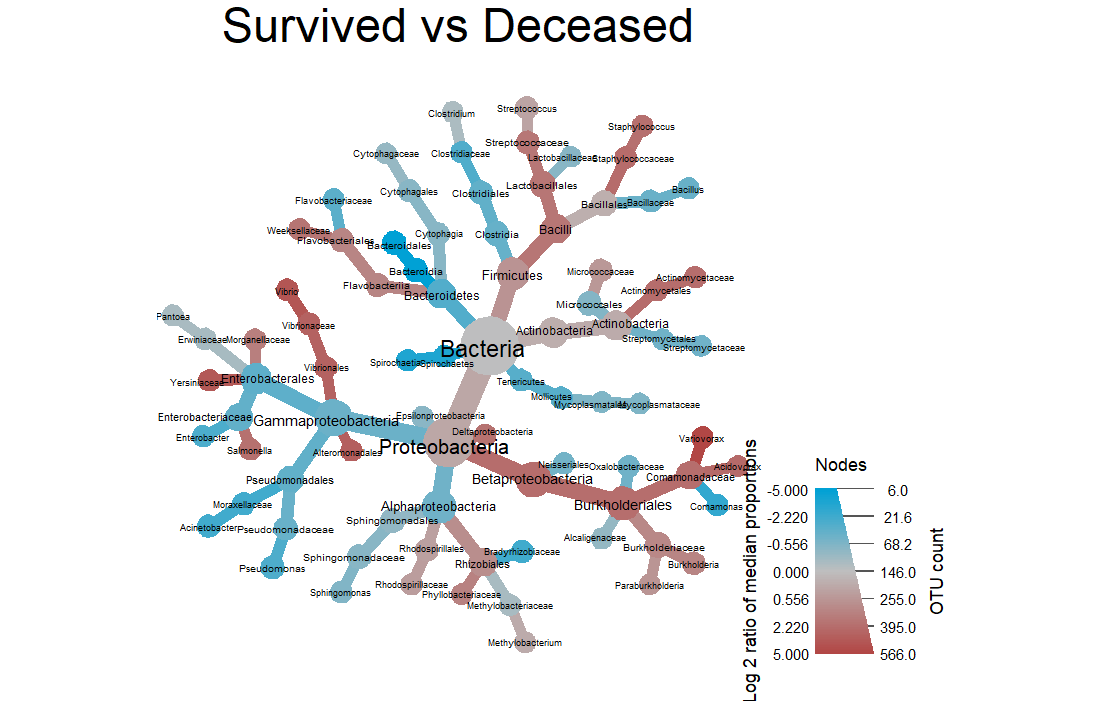 Survived vs Deceased
Streptococcus
Clostridium
Staphylococcus
Streptococcaceae
Cytophagaceae
Clostridiaceae
Lactobacillaceae
Staphylococcaceae
Lactobacillales
Cytophagales
Clostridiales
Bacillus
Flavobacteriaceae
Bacillales
Bacillaceae
Weeksellaceae
Bacilli
Cytophagia
Clostridia
Flavobacteriales
Bacteroidales
Bacteroidia
Firmicutes
Micrococcaceae
Actinomycetaceae
Flavobacteriia
Actinomycetales
Vibrio
Bacteroidetes
Micrococcales
Pantoea
Vibrionaceae
Actinobacteria
Actinobacteria
Erwiniaceae
Morganellaceae
Streptomycetales
Streptomycetaceae
Bacteria
Spirochaetia
Spirochaetes
Vibrionales
Yersiniaceae
Enterobacterales
Tenericutes
Mollicutes
Mycoplasmatales
Mycoplasmataceae
Enterobacteriaceae
Gammaproteobacteria
Epsilonproteobacteria
Deltaproteobacteria
Enterobacter
Salmonella
Alteromonadales
Proteobacteria
Variovorax
Neisseriales
Oxalobacteraceae
Acidovorax
Betaproteobacteria
Comamonadaceae
Pseudomonadales
Moraxellaceae
Alphaproteobacteria
Burkholderiales
Comamonas
Acinetobacter
Pseudomonadaceae
Sphingomonadales
Alcaligenaceae
Sphingomonadaceae
Rhodospirillales
Bradyrhizobiaceae
Burkholderiaceae
Pseudomonas
Rhizobiales
Burkholderia
Sphingomonas
Rhodospirillaceae
Phyllobacteriaceae
Paraburkholderia
Methylobacteriaceae
Methylobacterium
Nodes
Log 2 ratio of median proportions
-5.000 6.0
-2.220 21.6
-0.556 68.2
0.000 146.0
0.556 255.0
2.220 395.0
5.000 566.0
OTU count